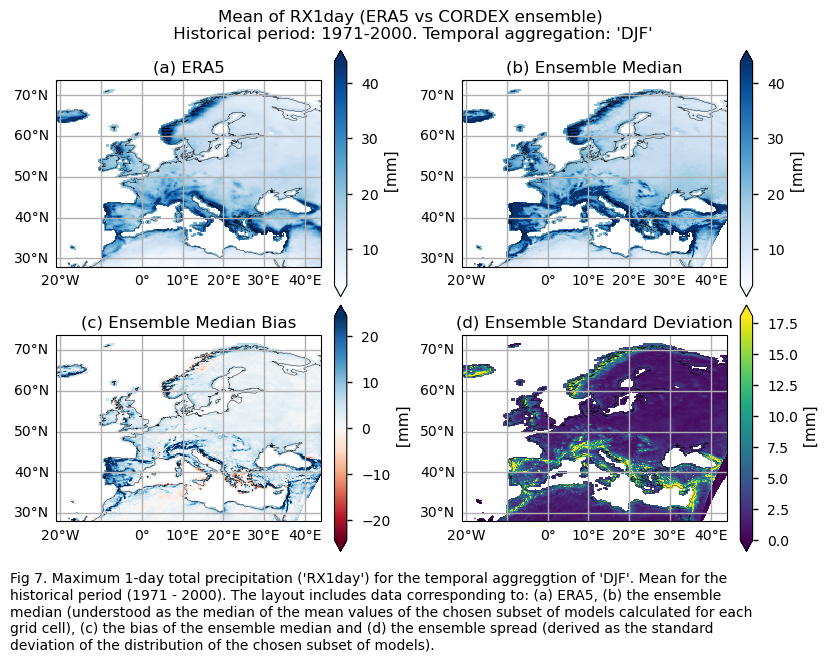 Mean of RX1day (ERA5 vs CORDEX ensemble)
Historical period: 1971-2000. Temporal aggregation: 'DJF'
(a) ERA5
70°N
60°N
50°N
40°N
30°N
20°W
0°
10°E
20°E
30°E
40°E
40
30
20
10
[mm]
(b) Ensemble Median
70°N
60°N
50°N
40°N
30°N
20°W
0°
10°E
20°E
30°E
40°E
40
30
20
10
[mm]
(c) Ensemble Median Bias
70°N
60°N
50°N
40°N
30°N
20°W
0°
10°E
20°E
30°E
40°E
20
10
0
−10
−20
[mm]
(d) Ensemble Standard Deviation
70°N
60°N
50°N
40°N
30°N
20°W
0°
10°E
20°E
30°E
40°E
17.5
15.0
12.5
10.0
7.5
5.0
2.5
0.0
[mm]
Fig 7. Maximum 1-day total precipitation ('RX1day') for the temporal aggreggtion of 'DJF'. Mean for the
historical period (1971 - 2000). The layout includes data corresponding to: (a) ERA5, (b) the ensemble
median (understood as the median of the mean values of the chosen subset of models calculated for each
grid cell), (c) the bias of the ensemble median and (d) the ensemble spread (derived as the standard
deviation of the distribution of the chosen subset of models).